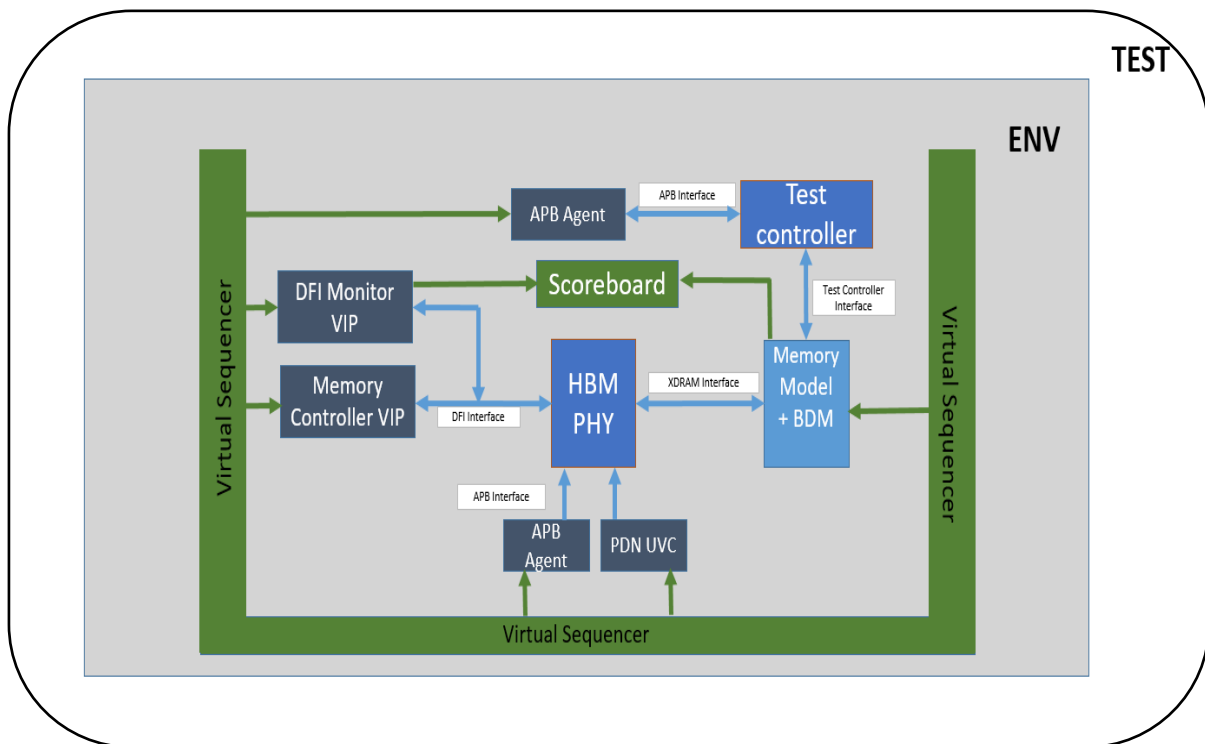 TEST
ENV
APB Agent
APB Interface
Test
controller
Scoreboard
Test Controller
Interface
DFI Monitor
VIP
Virtual Sequencer
Memory
Controller VIP
DFI Interface
HBM
PHY
XDRAM Interface
Memory
Model
+ BDM
Virtual Sequencer
APB Interface
APB
Agent
PDN UVC
Virtual Sequencer